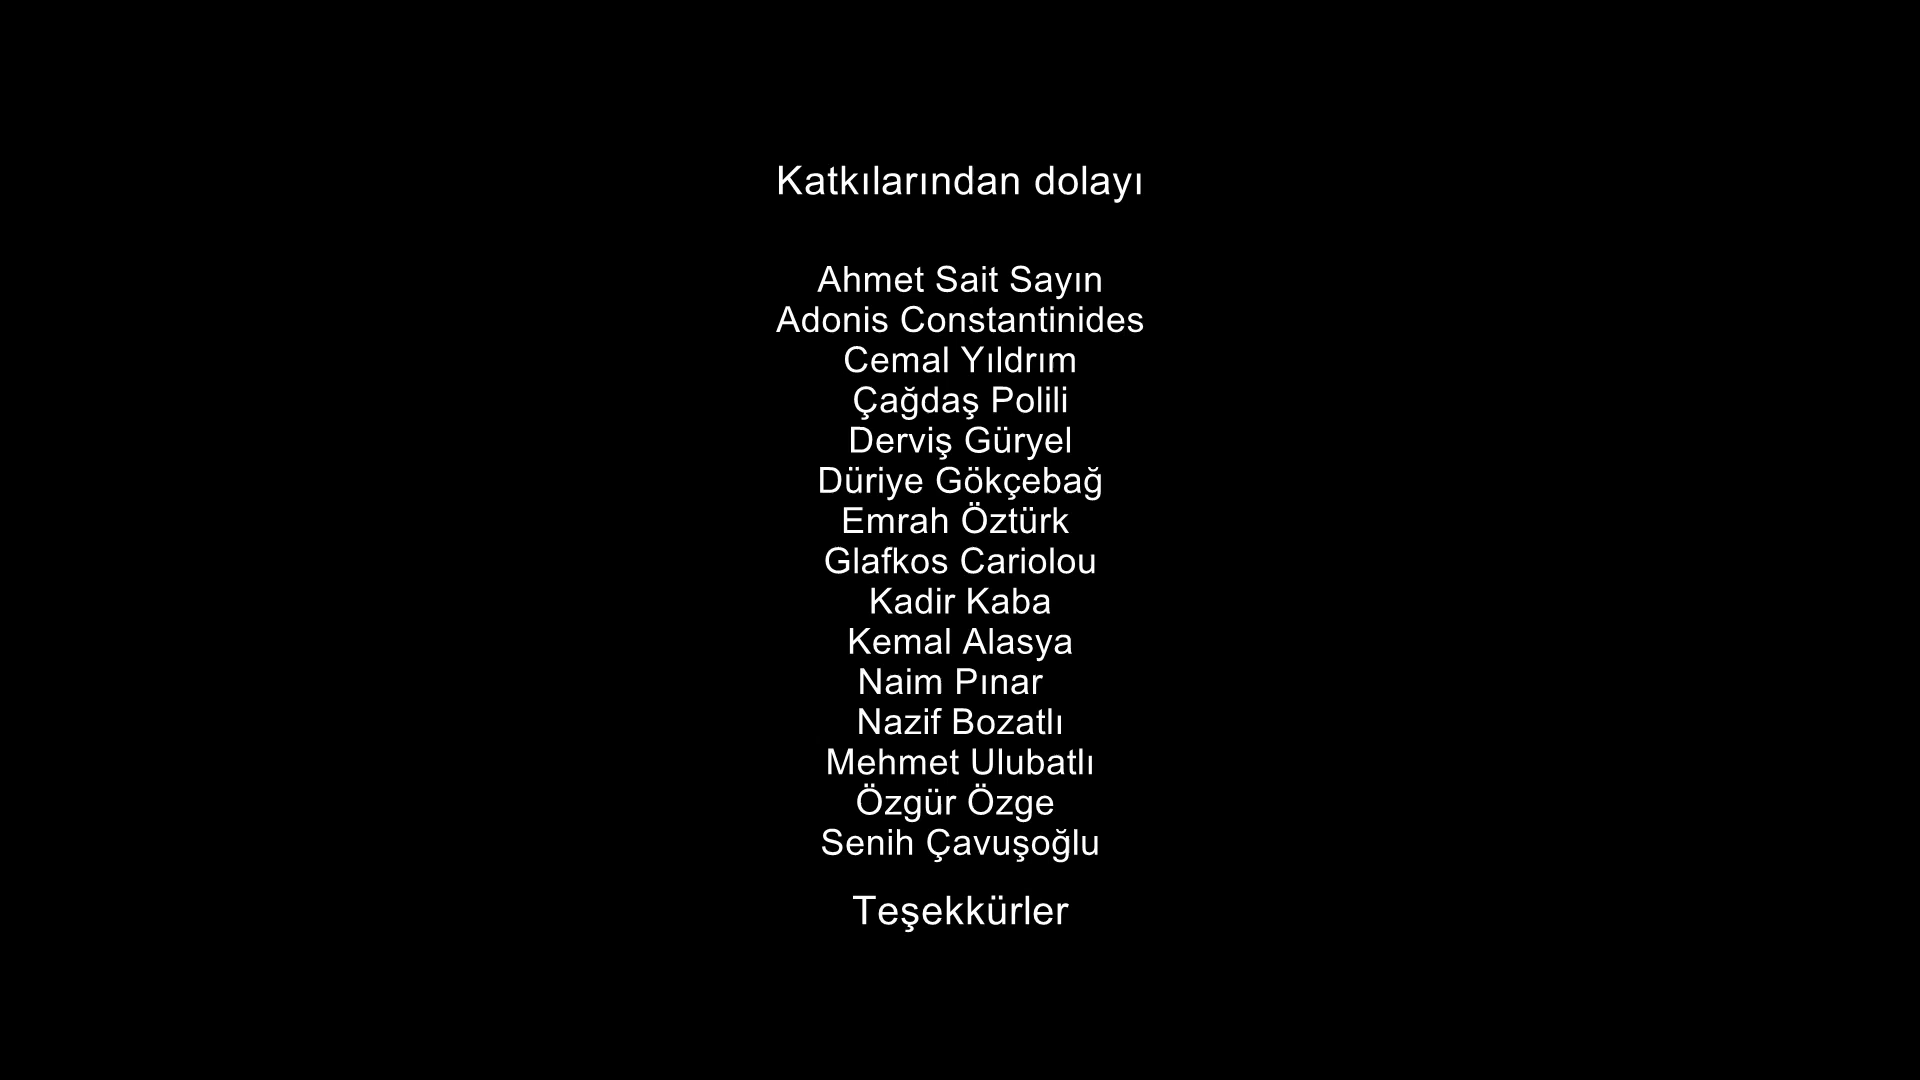 Katkılarından dolayı
Ahmet Sait Sayın
Adonis Constantinides
Cemal Yıldrım
Çağdaş Polili
Derviş Güryel
Düriye Gökçebağ
Emrah Öztürk
Glafkos Cariolou
Kadir Kaba
Kemal Alasya
Naim Pınar
Nazif Bozatlı
Mehmet Ulubatlı
Özgür Özge
Senih Çavuşoğlu
Teşekkürler